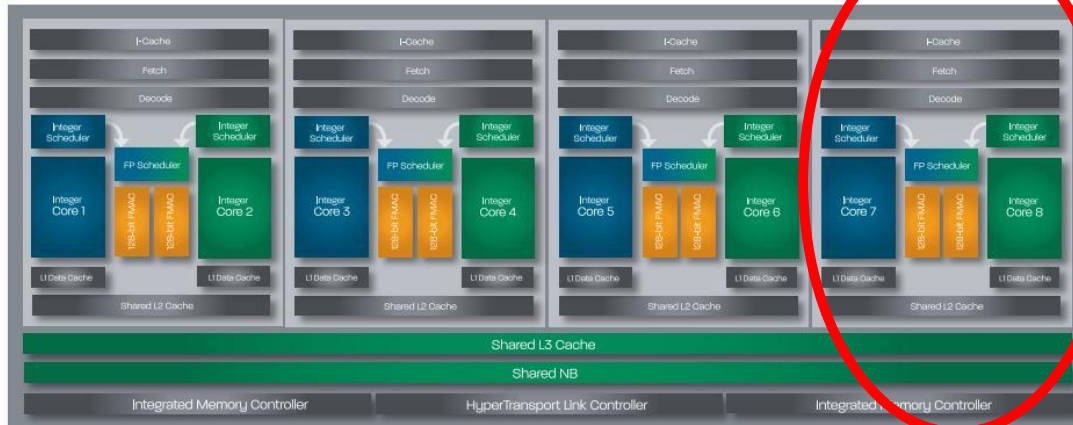 I-Cache
Fetch
Decode
Integer Scheduler
Integer Scheduler
FP Scheduler
Integer Core 1
128-bit FMAC
128-bit FMAC
Integer Core 2
L1 Data Cache
L1 Data Cache
Shared L2 Cache
I-Cache
Fetch
Decode
Integer Scheduler
Integer Scheduler
FP Scheduler
Integer Core 3
128-bit FMAC
128-bit FMAC
Integer Core 4
L1 Data Cache
L1 Data Cache
Shared L2 Cache
I-Cache
Fetch
Decode
Integer Scheduler
Integer Scheduler
FP Scheduler
Integer Core 5
128-bit FMAC
128-bit FMAC
Integer Core 6
L1 Data Cache
L1 Data Cache
Shared L2 Cache
I-Cache
Fetch
Decode
Integer Scheduler
Integer Scheduler
FP Scheduler
Integer Core 7
128-bit FMAC
128-bit FMAC
Integer Core 8
L1 Data Cache
L1 Data Cache
Shared L2 Cache
Shared L3 Cache
Shared NB
Integrated Memory Controller
HyperTransport Link Controller
Integrated Memory Controller